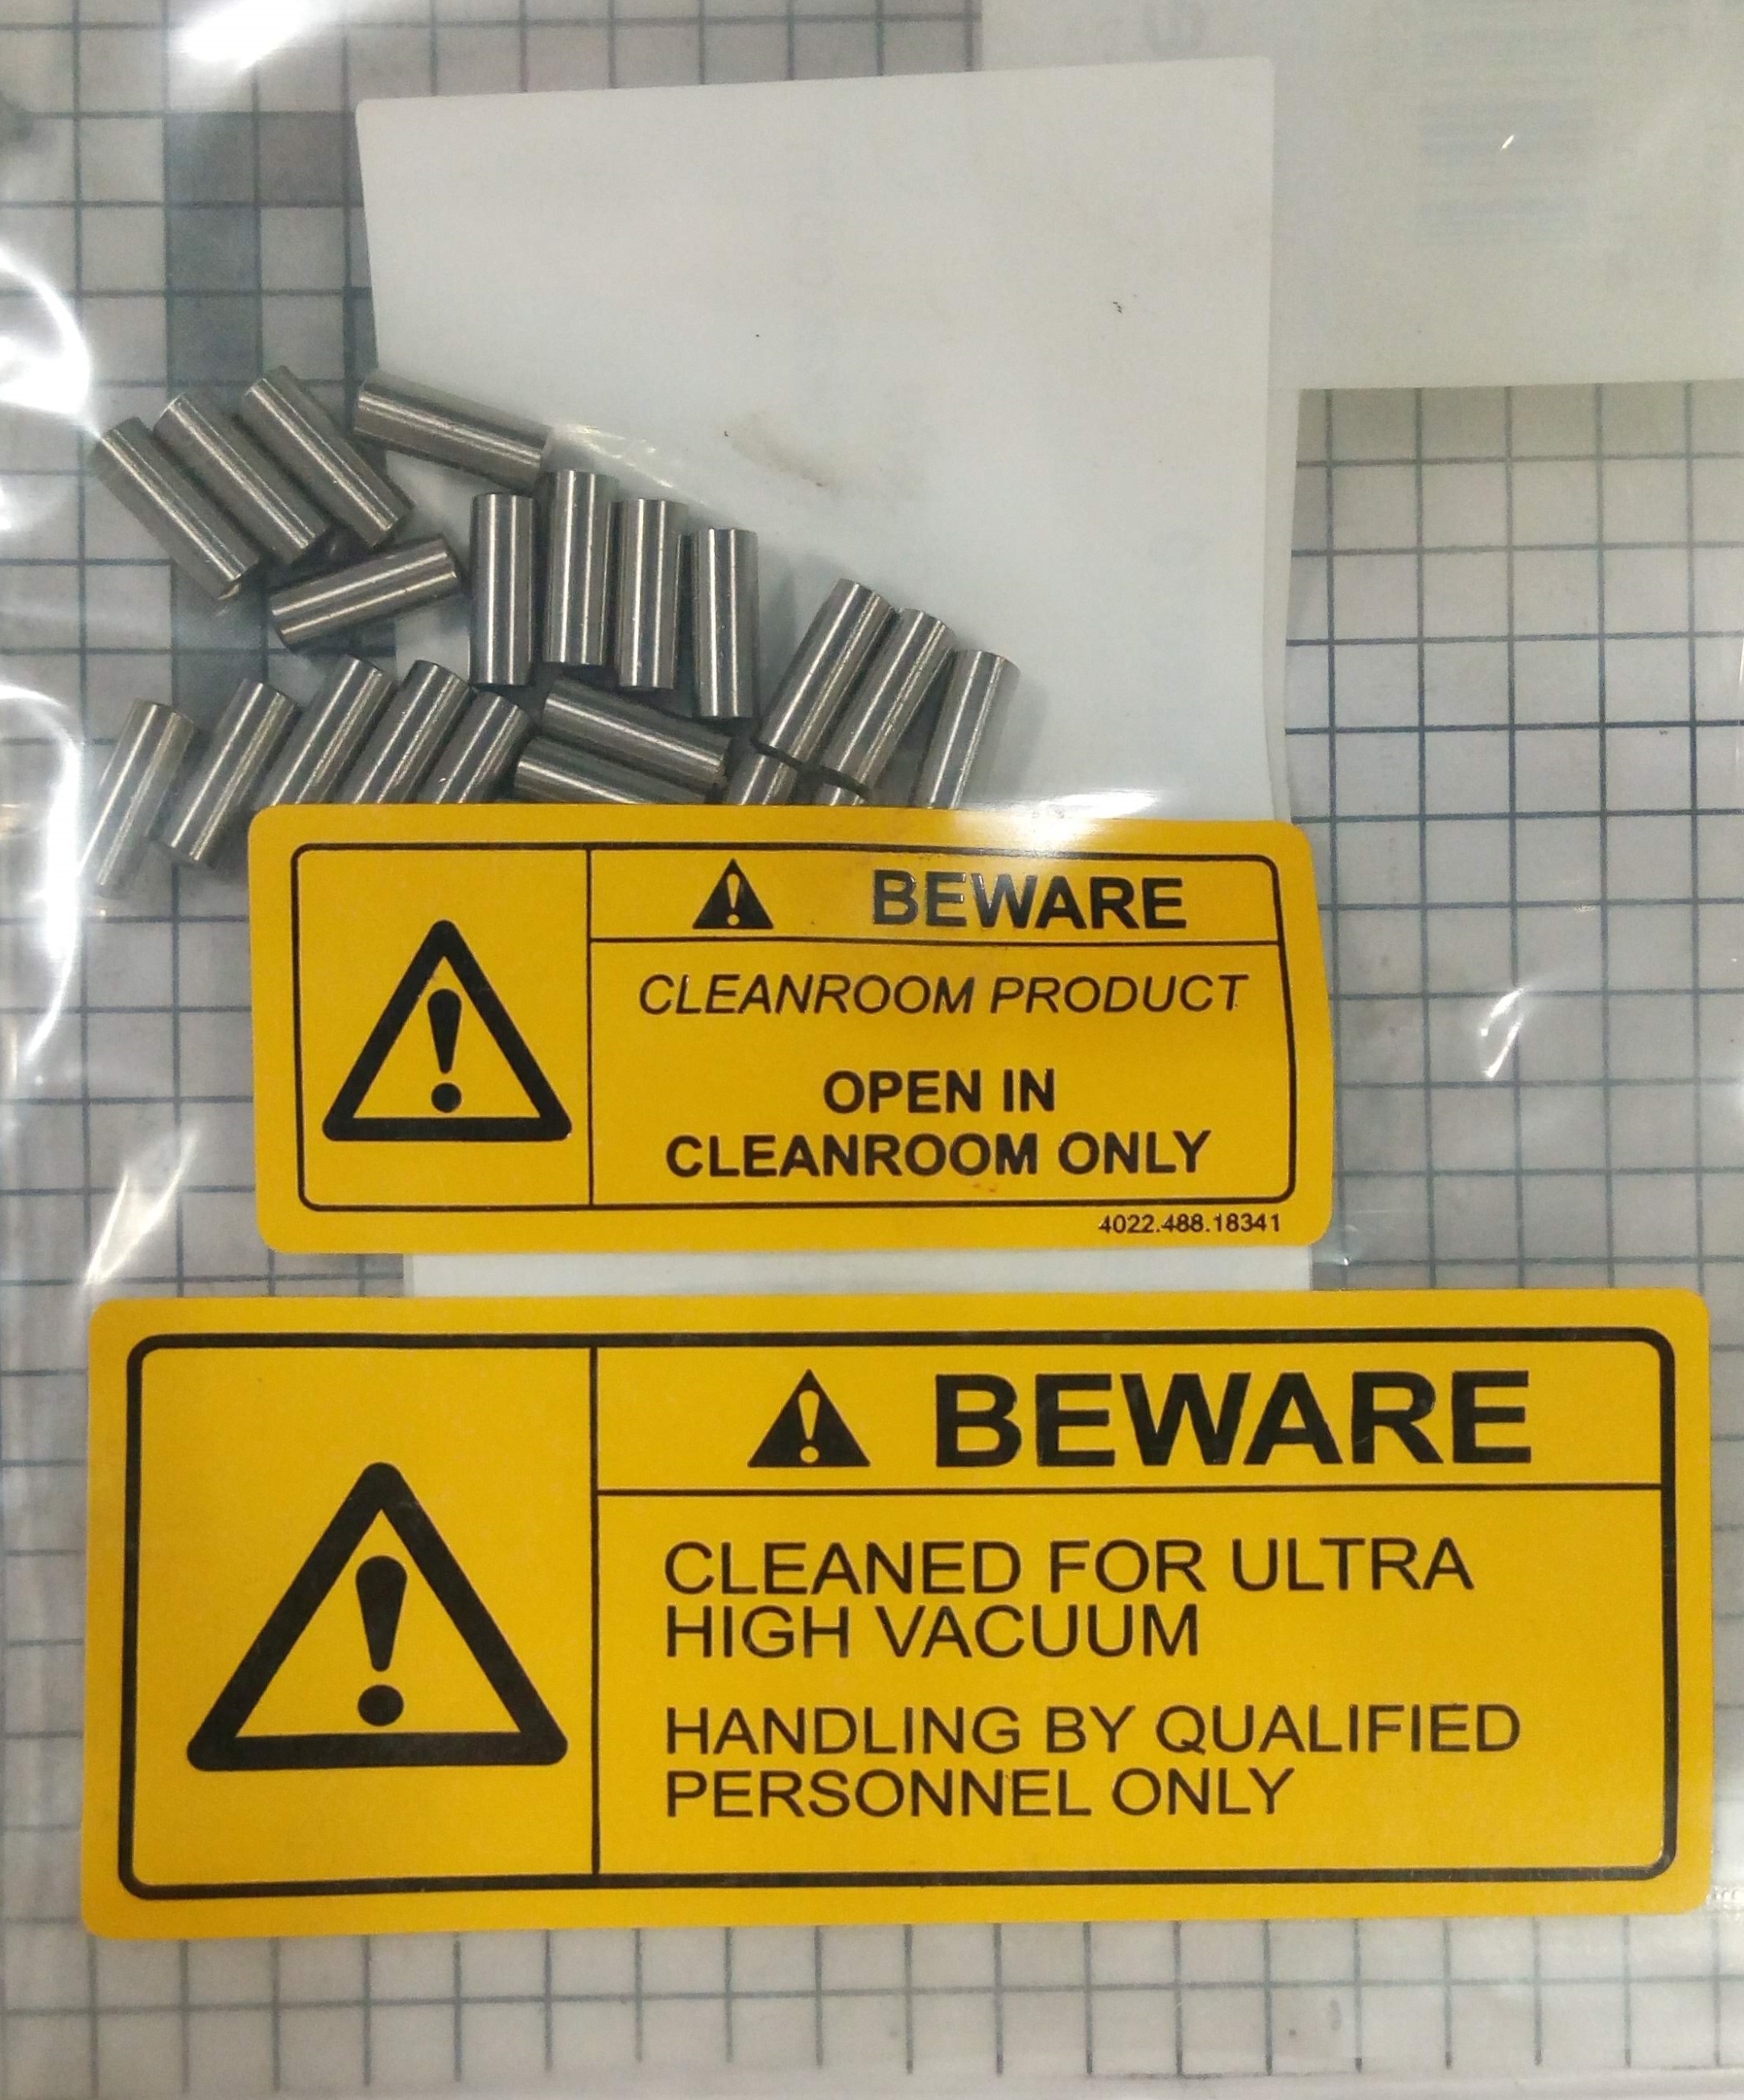 BEWARE
CLEANROOM PRODUCT
OPEN IN
CLEANROOM ONLY
4022.488.18341
BEWARE
CLEANED FOR ULTRA
HIGH VACUUM
HANDLING BY QUALIFIED
PERSONNEL ONLY